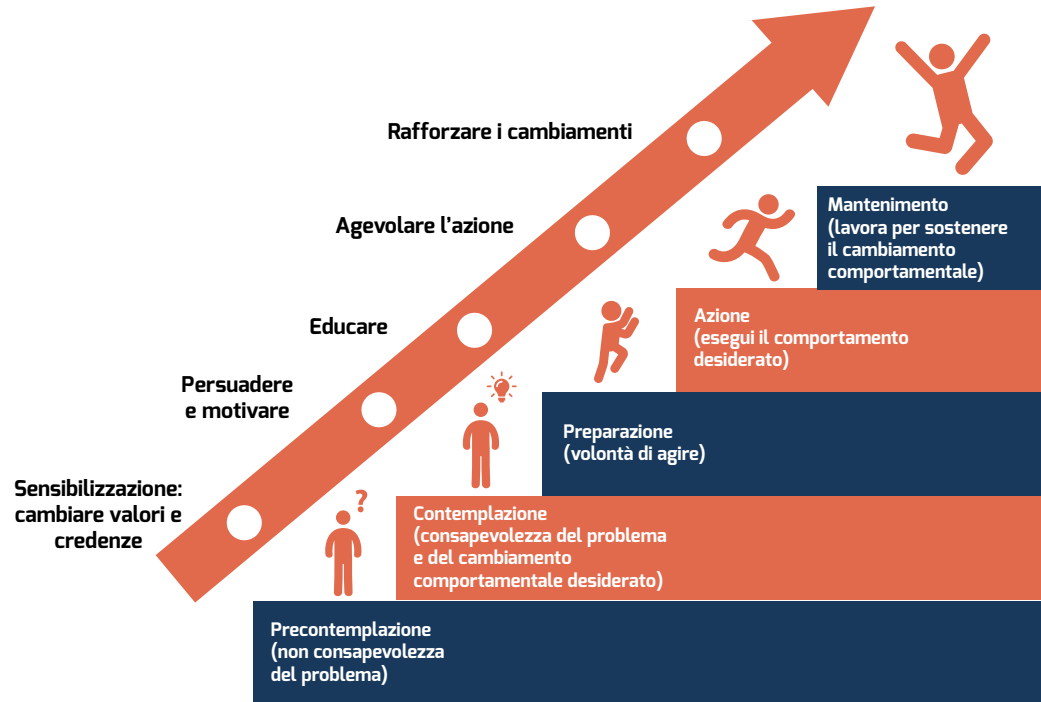 Rafforzare i cambiamenti
Agevolare l’azione
Educare
Persuadere
e motivare
Sensibilizzazione:
cambiare valori e
credenze
?
Mantenimento
(lavora per sostenere
il cambiamento
comportamentale)
Azione
(esegui il comportamento
desiderato)
Preparazione
(volontà di agire)
Contemplazione
(consapevolezza del problema
e del cambiamento
comportamentale desiderato)
Precontemplazione
(non consapevolezza
del problema)